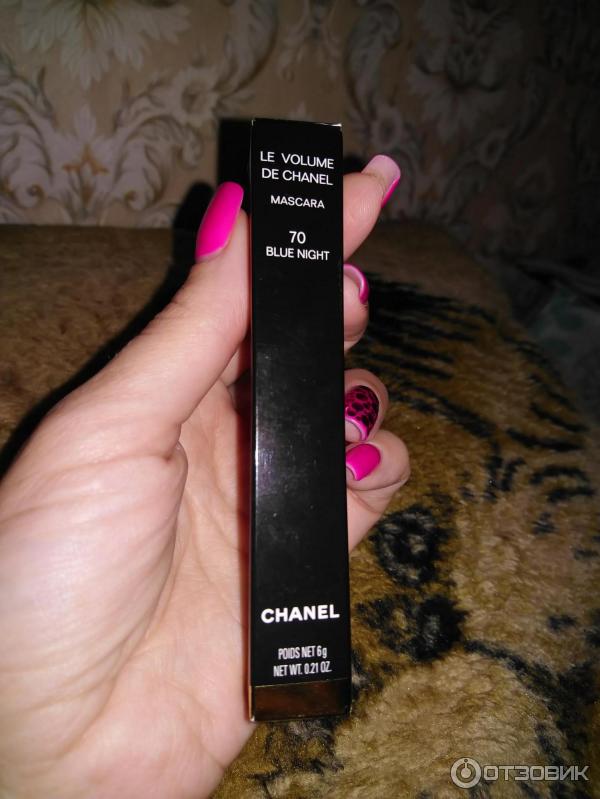 LE VOLUME
DE CHANEL
MASCARA
70
BLUE NIGHT
CHANEL
POIDS NET 6g
NET WT. 0.21 OZ.
ОТЗОВИК